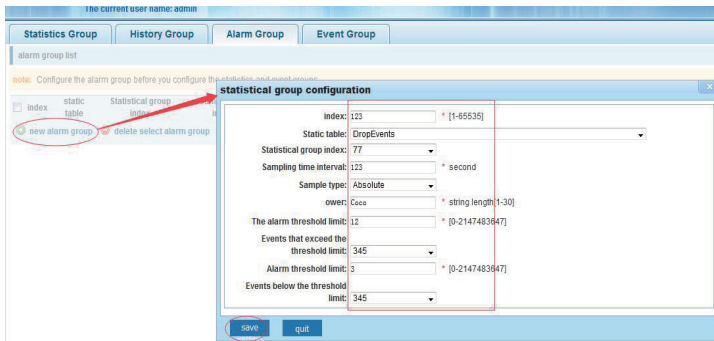 The current user name: admin
Statistics Group History Group Alarm Group Event Group
alarm group list
note: Configure the alarm group before you configure the statistics and event groups
index static table Statistical group index
new alarm group delete select alarm group
statistical group configuration
index: 123 * [1-65535]
Static table: DropEvents
Statistical group index: 77
Sampling time interval: 123 * second
Sample type: Absolute
ower: Coco * string length[1-30]
The alarm threshold limit: 12 * [0-2147483647]
Events that exceed the
threshold limit: 345
Alarm threshold limit: 3 * [0-2147483647]
Events below the threshold
limit: 345
save quit